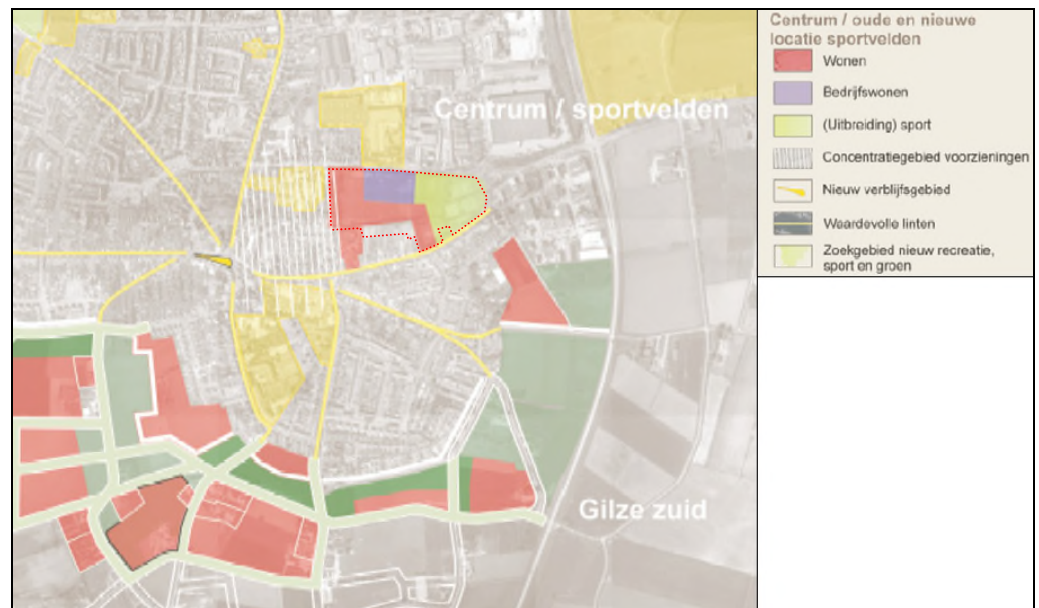 Centrum / sportvelden
Gilze zuid
Centrum / oude en nieuwe
locatie sportvelden
Wonen
Bedrijfswonen
(Uitbreiding) sport
Concentratiegebied voorzieningen
Nieuw verblijfsgebied
Waardevolle linten
Zoekgebied nieuw recreatie,
sport en groen